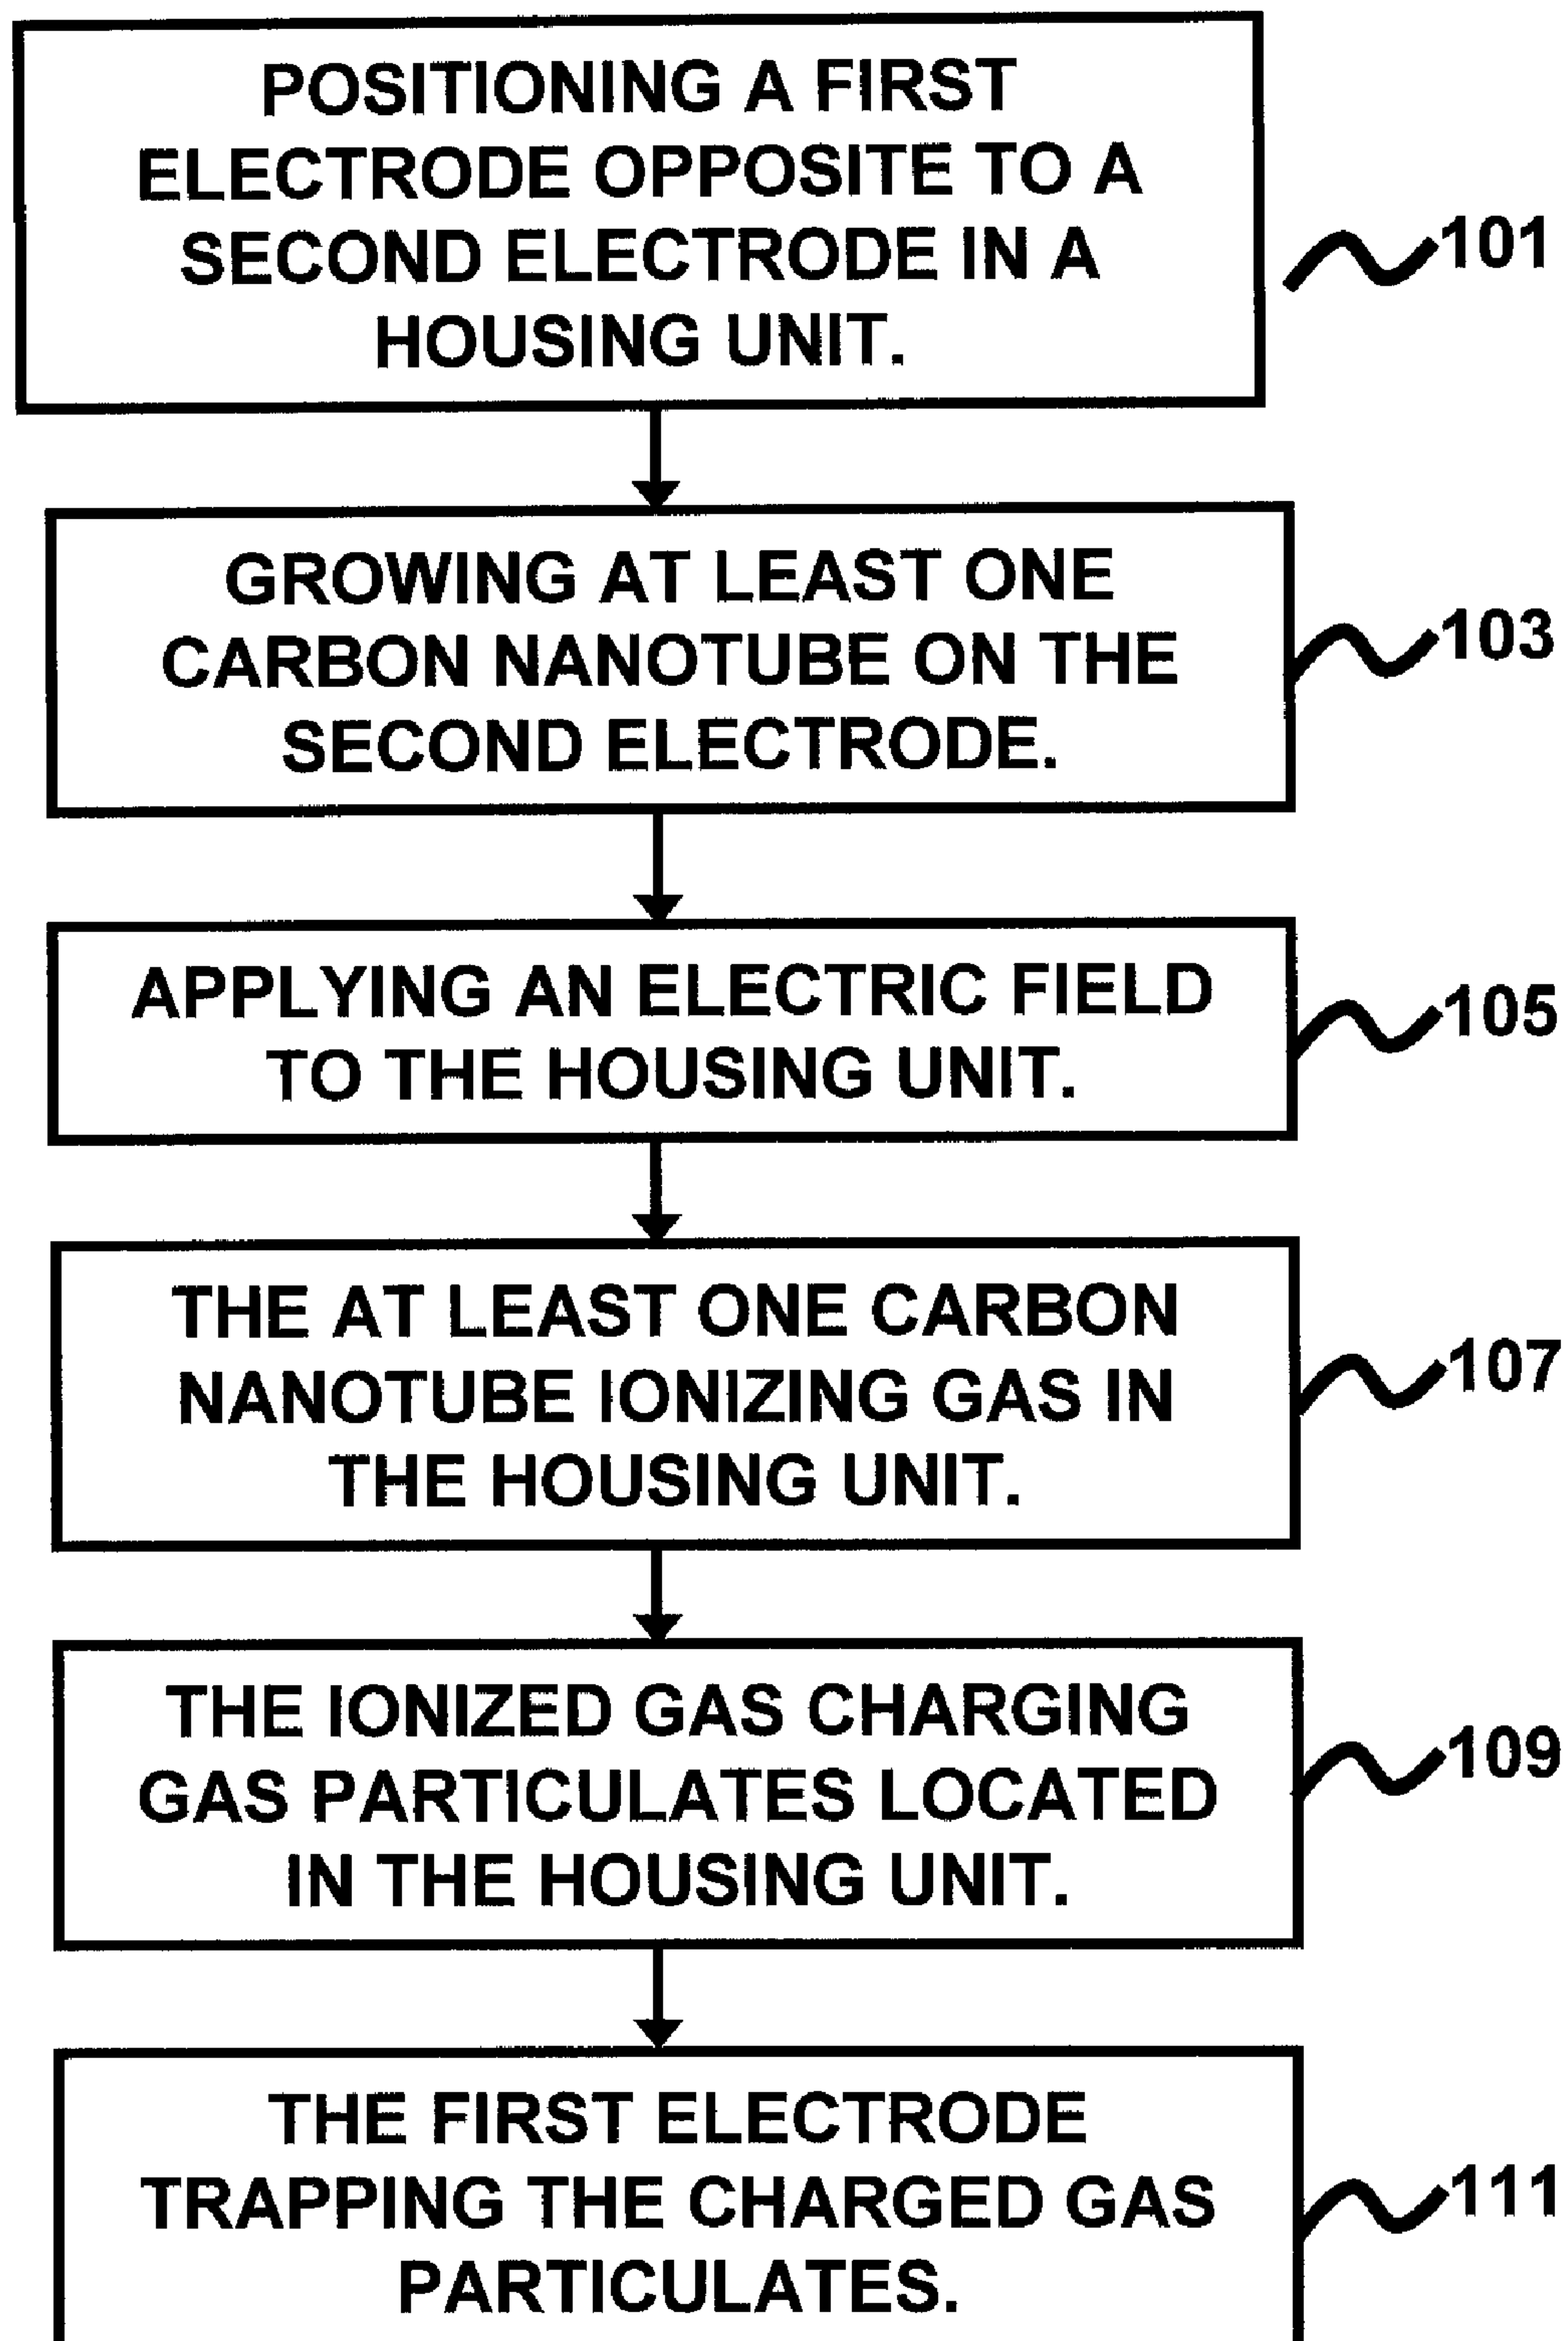 POSITIONING A FIRST
ELECTRODE OPPOSITE TO A
SECOND ELECTRODE IN A
HOUSING UNIT.
101
GROWING AT LEAST ONE
CARBON NANOTUBE ON THE
SECOND ELECTRODE.
103
APPLYING AN ELECTRIC FIELD
TO THE HOUSING UNIT.
105
THE AT LEAST ONE CARBON
NANOTUBE IONIZING GAS IN
THE HOUSING UNIT.
107
THE IONIZED GAS CHARGING
GAS PARTICULATES LOCATED
IN THE HOUSING UNIT.
109
THE FIRST ELECTRODE
TRAPPING THE CHARGED GAS
PARTICULATES.
111